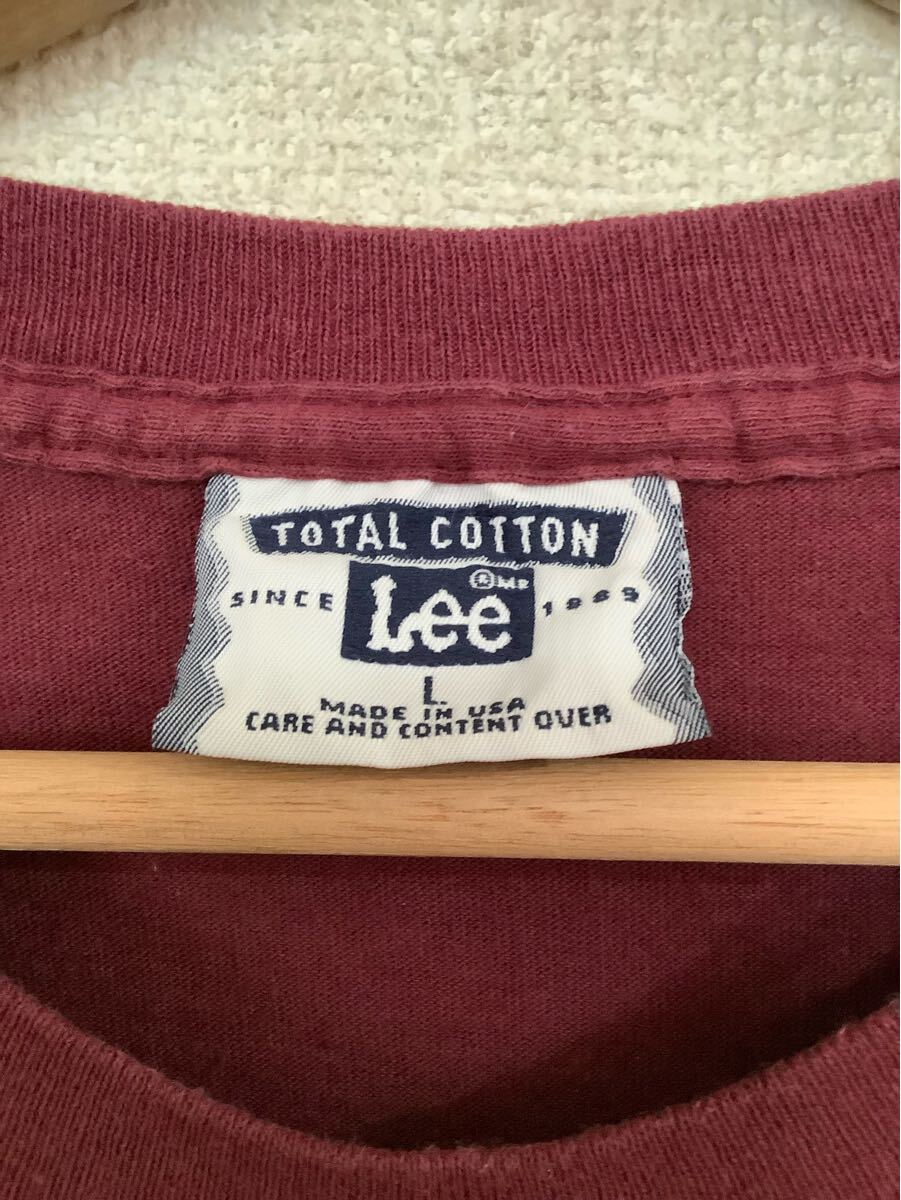 TOTAL COTTON
®MR
SINCE Lee 1889
L
MADE IN USA
CARE AND CONTENT OVER